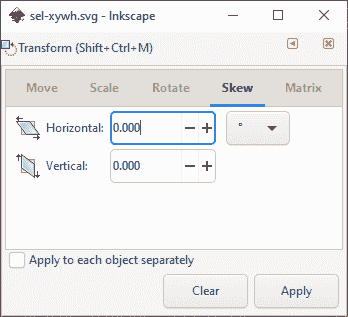 sel-xywh.svg - Inkscape
Transform (Shift+Ctrl+M)
Move Scale Rotate Skew Matrix
Horizontal: 0.000 − + °
Vertical: 0.000 − +
Apply to each object separately
Clear Apply